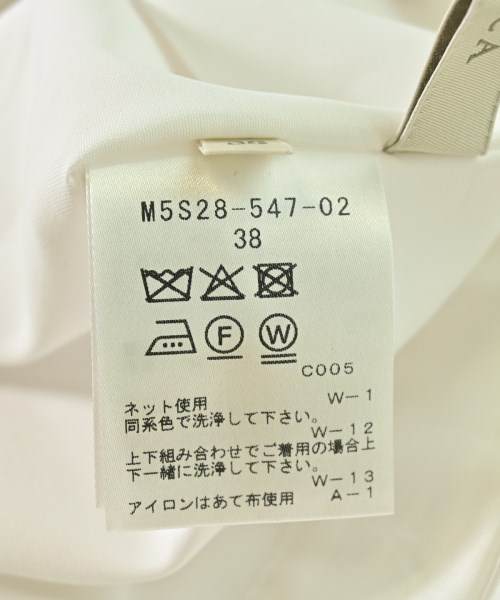 CA
38
M5S28-547-02
38
F
W
C005
ネット使用 W-1
同系色で洗浄して下さい。
W-12
上下組み合わせでご着用の場合上
下一緒に洗浄して下さい。
W-13
アイロンはあて布使用 A-1